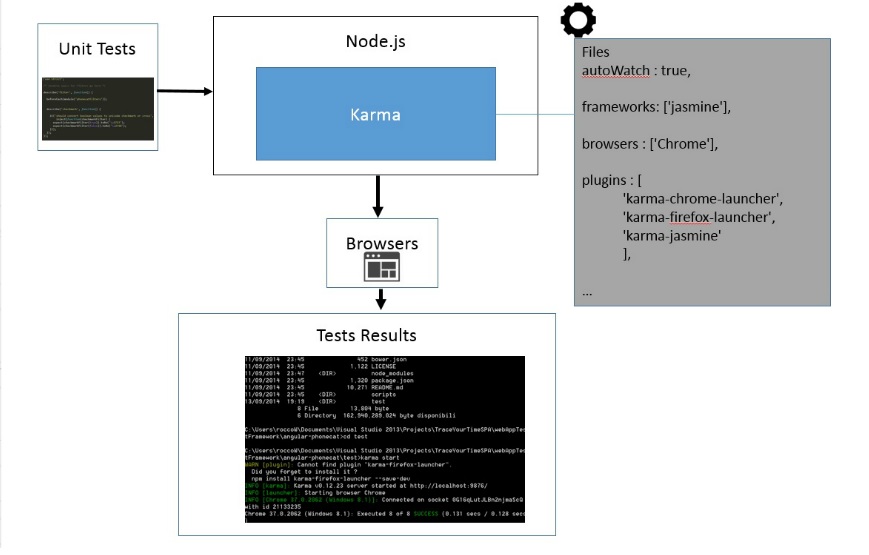 Unit Tests
Node.js
Karma
Files
autoWatch : true,
frameworks: ['jasmine'],
browsers : ['Chrome'],
plugins : [
'karma-chrome-launcher',
'karma-firefox-launcher',
'karma-jasmine'
],
...
Browsers
Tests Results
11/09/2014 23:45 452 bower.json
11/09/2014 23:45 1,122 LICENSE
11/09/2014 23:47 <DIR> node_modules
11/09/2014 23:45 1,320 package.json
11/09/2014 23:45 10,271 README.md
11/09/2014 23:45 <DIR> scripts
13/09/2014 19:19 <DIR> test
8 File 13,804 byte
6 Directory 162.940.289.024 byte disponibili
C:\Users\roccoW\Documents\Visual Studio 2013\Projects\TraceYourTimeSPA\webAppTes
tFramework\angular-phonecat>cd test
C:\Users\roccoW\Documents\Visual Studio 2013\Projects\TraceYourTimeSPA\webAppTes
tFramework\angular-phonecat\test>karma start
WARN [plugin]: Cannot find plugin "karma-firefox-launcher".
Did you forget to install it ?
npm install karma-firefox-launcher --save-dev
INFO [karma]: Karma v0.12.23 server started at http://localhost:9876/
INFO [launcher]: Starting browser Chrome
INFO [Chrome 37.0.2062 (Windows 8.1)]: Connected on socket
with id 21133235
Chrome 37.0.2062 (Windows 8.1): Executed 8 of 8 SUCCESS (0.131 secs / 0.128 secs